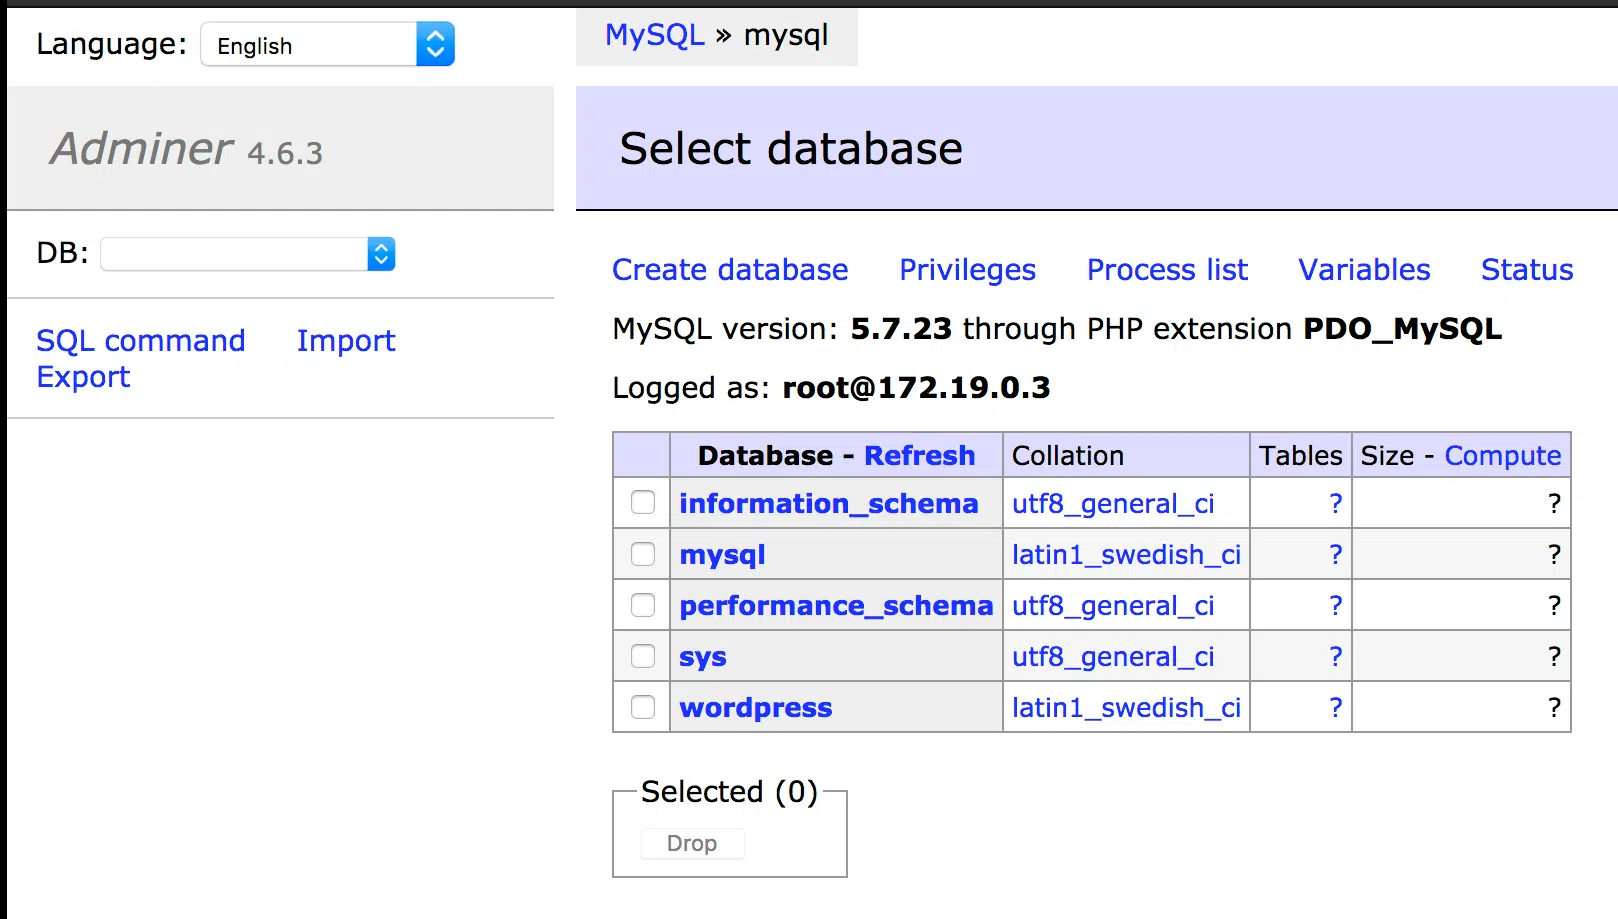 Language: English
MySQL » mysql
Adminer 4.6.3
Select database
DB:
SQL command Import
Export
Create database Privileges Process list Variables Status
MySQL version: 5.7.23 through PHP extension PDO_MySQL
Logged as: root@172.19.0.3
Database - Refresh Collation Tables Size - Compute
information_schema utf8_general_ci ? ?
mysql latin1_swedish_ci ? ?
performance_schema utf8_general_ci ? ?
sys utf8_general_ci ? ?
wordpress latin1_swedish_ci ? ?
Selected (0)
Drop